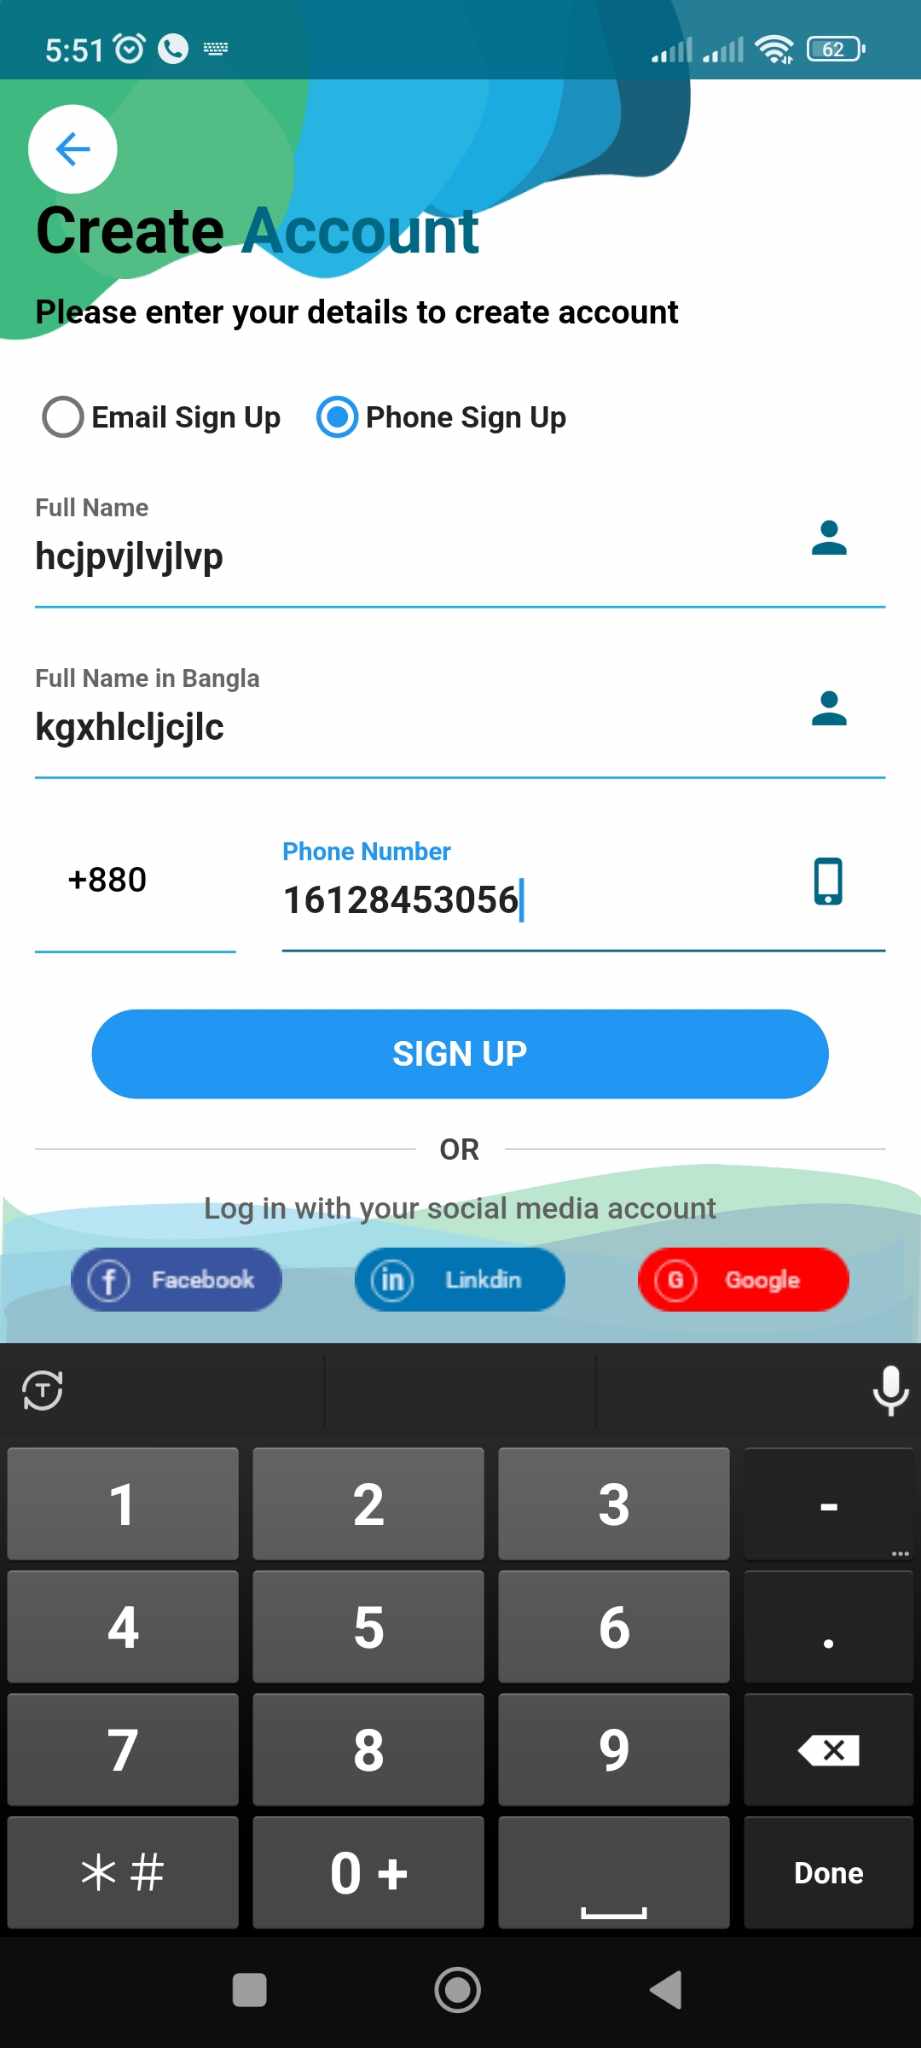 5:51
62
Create Account
Please enter your details to create account
Email Sign Up
Phone Sign Up
Full Name
hcjpvjlvjlvp
Full Name in Bangla
kgxhlcljcjlc
Phone Number
+880
16128453056
SIGN UP
OR
Log in with your social media account
f Facebook
in Linkdin
G Google
T
1 2 3 -
...
4 5 6 .
7 8 9
*# 0 + Done